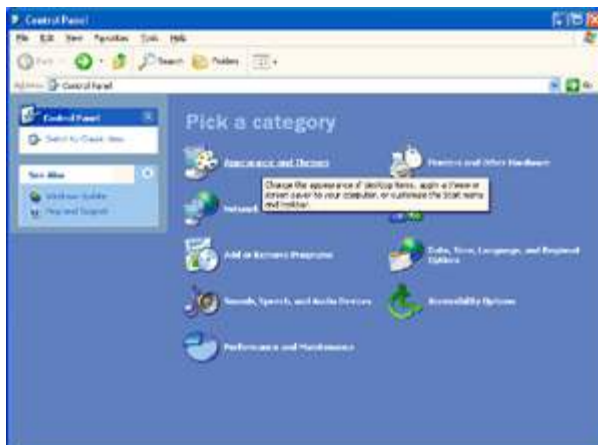 Control Panel
File Edit View Favorites Tools Help
Back Search Folders
Address Control Panel Go
Control Panel
Switch to Classic View
See Also
Windows Update
Help and Support
Pick a category
Appearance and Themes
Printers and Other Hardware
Change the appearance of desktop items, apply a theme or
screen saver to your computer, or customize the Start menu
and taskbar.
Network
Add or Remove Programs
Date, Time, Language, and Regional
Options
Sounds, Speech, and Audio Devices
Accessibility Options
Performance and Maintenance